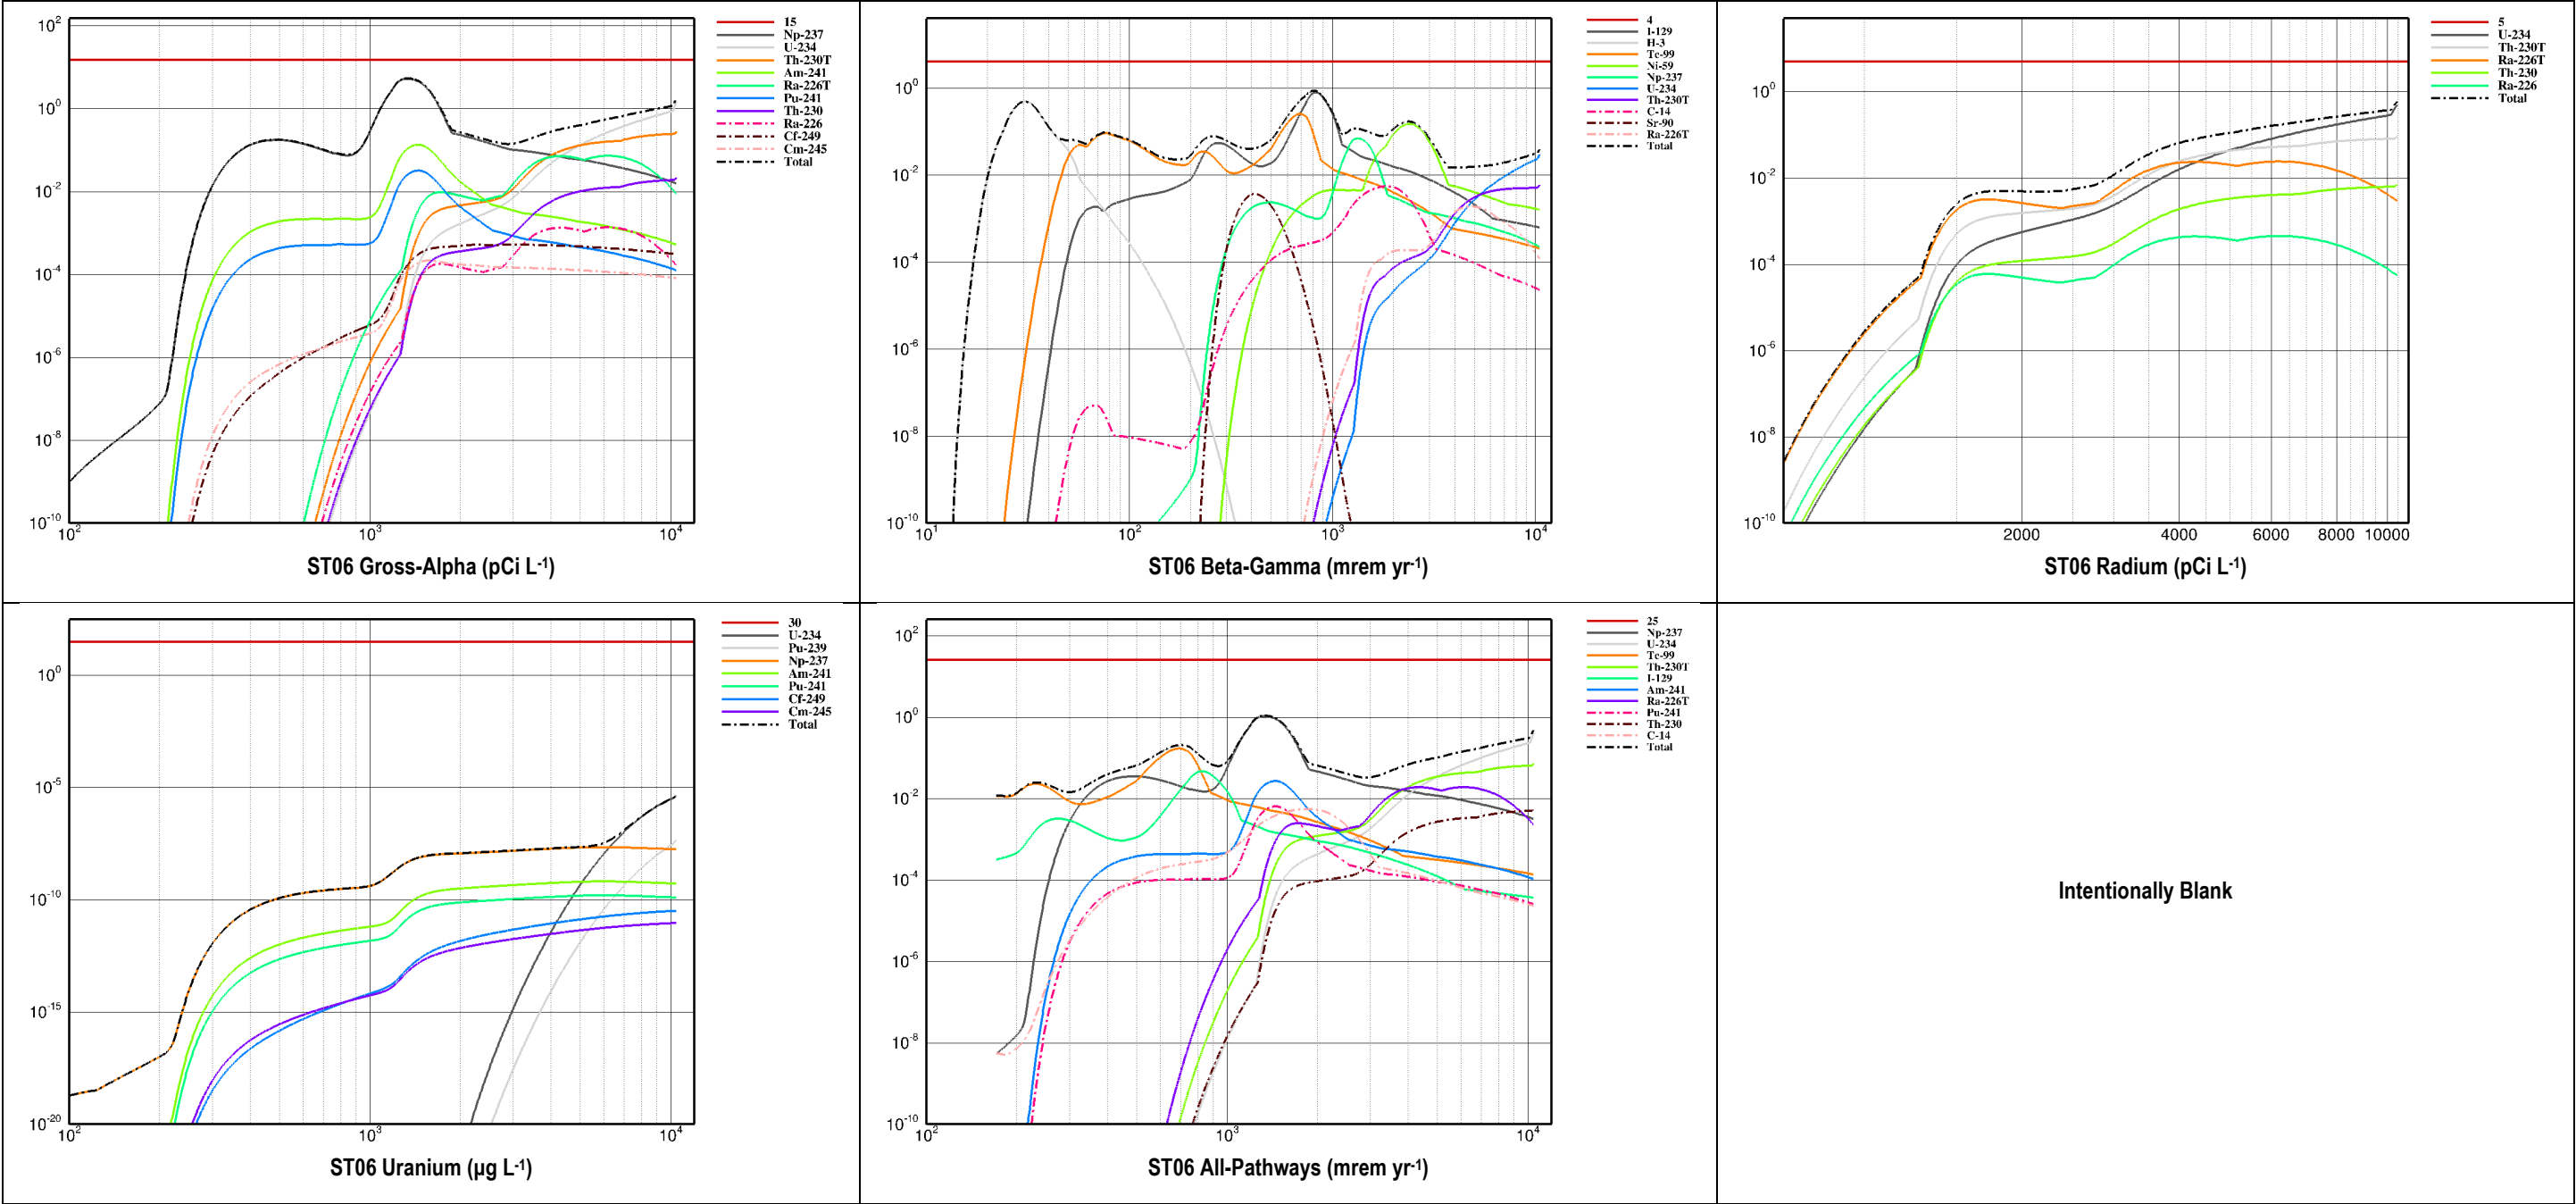 10²
10⁰
10⁻²
10⁻⁴
10⁻⁶
10⁻⁸
10⁻¹⁰
10²
10³
10⁴
15
Np-237
U-234
Th-230T
Am-241
Ra-226T
Pu-241
Th-230
Ra-226
Cf-249
Cm-245
Total
ST06 Gross-Alpha (pCi L⁻¹)
10⁰
10⁻²
10⁻⁴
10⁻⁶
10⁻⁸
10⁻¹⁰
10¹
10²
10³
10⁴
4
I-129
H-3
Tc-99
Ni-59
Np-237
U-234
Th-230T
C-14
Sr-90
Ra-226T
Total
ST06 Beta-Gamma (mrem yr⁻¹)
10⁰
10⁻²
10⁻⁴
10⁻⁶
10⁻⁸
10⁻¹⁰
2000
4000
6000
8000
10000
5
U-234
Th-230T
Ra-226T
Th-230
Ra-226
Total
ST06 Radium (pCi L⁻¹)
10⁰
10⁻⁵
10⁻¹⁰
10⁻¹⁵
10⁻²⁰
10²
10³
10⁴
30
U-234
Pu-239
Np-237
Am-241
Pu-241
Cf-249
Cm-245
Total
ST06 Uranium (µg L⁻¹)
10²
10⁰
10⁻²
10⁻⁴
10⁻⁶
10⁻⁸
10⁻¹⁰
10²
10³
10⁴
25
Np-237
U-234
Tc-99
Th-230T
I-129
Am-241
Ra-226T
Pu-241
Th-230
C-14
Total
ST06 All-Pathways (mrem yr⁻¹)
Intentionally Blank